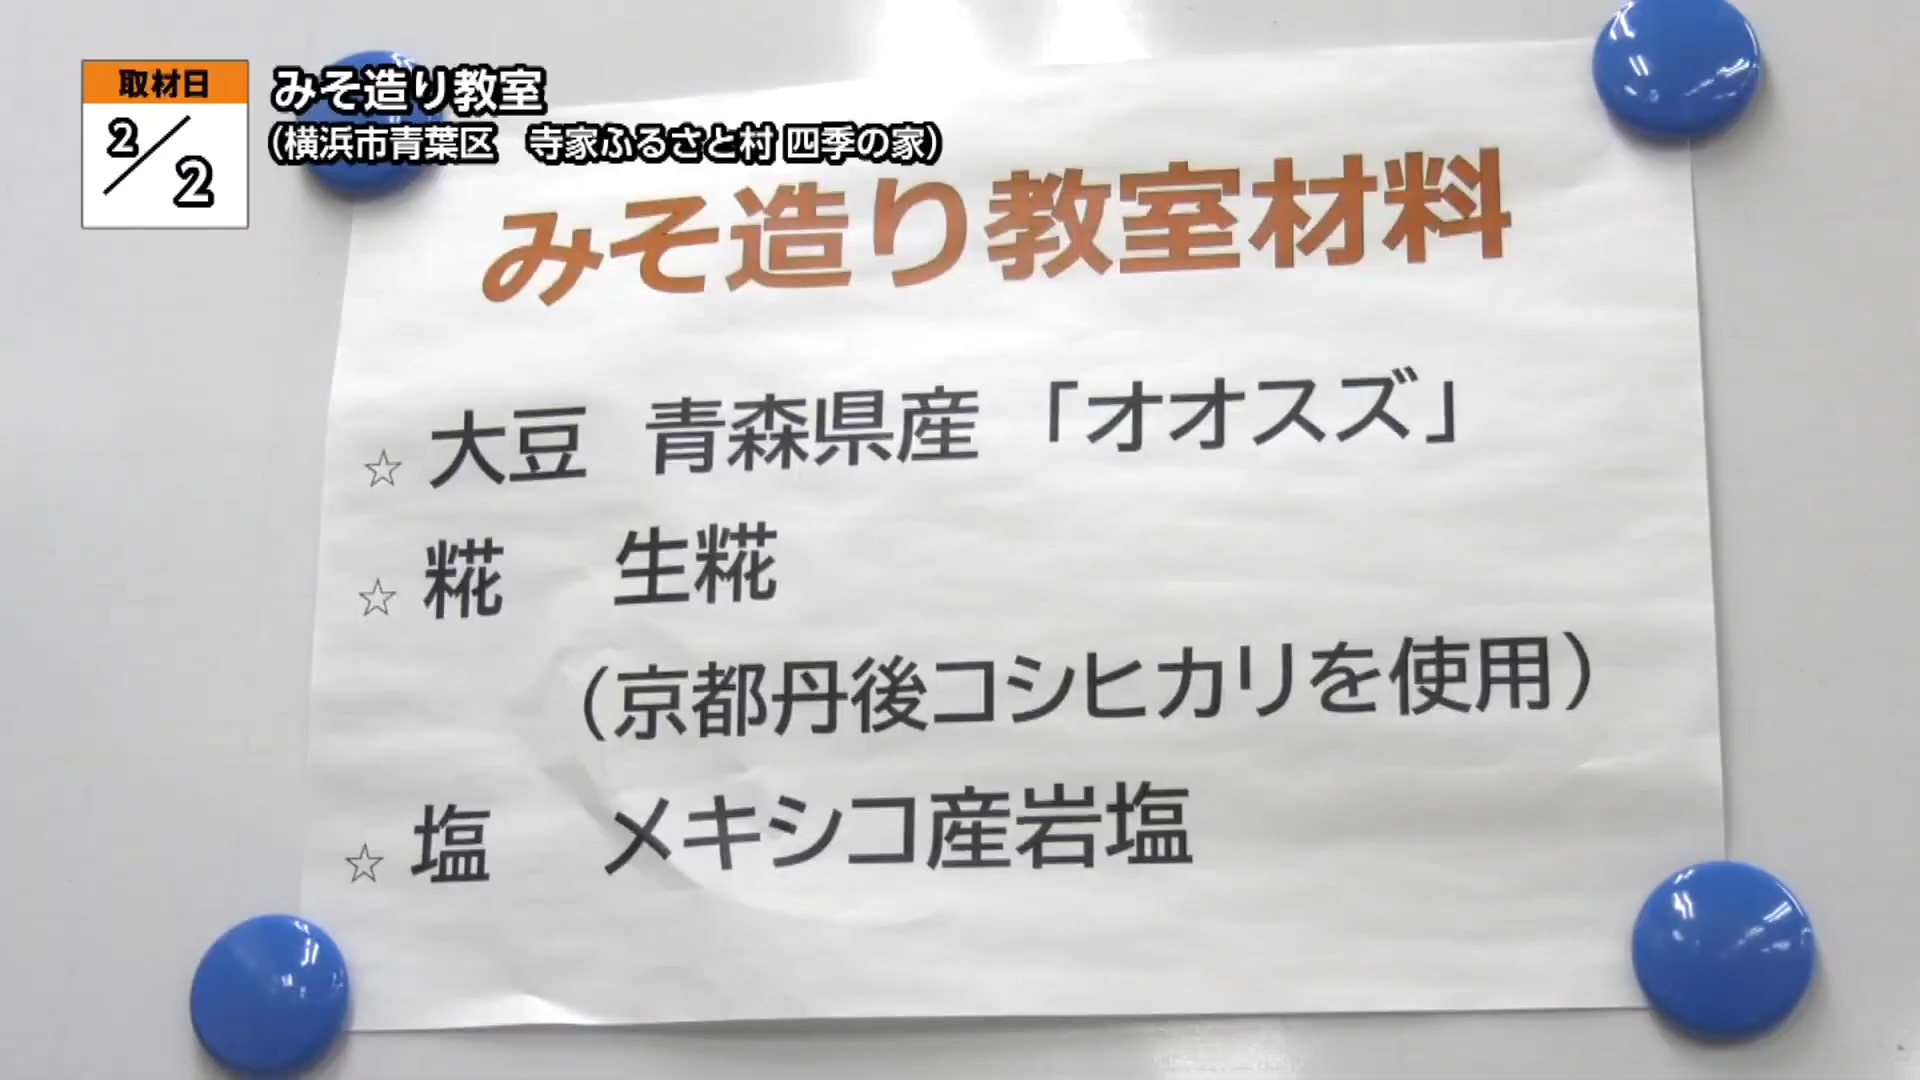 取材日
2/2
みそ造り教室
（横浜市青葉区　寺家ふるさと村 四季の家）
みそ造り教室材料
☆ 大豆 青森県産 「オオスズ」
☆ 糀 生糀
（京都丹後コシヒカリを使用）
☆ 塩 メキシコ産岩塩